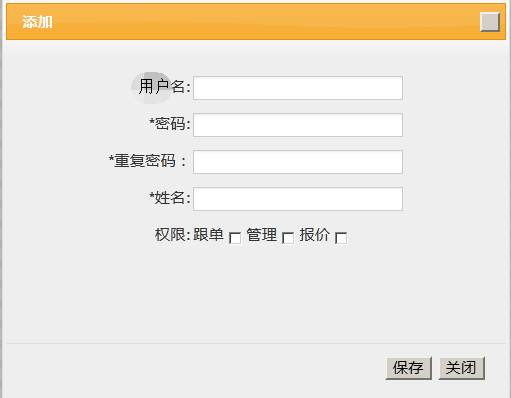 添加
用户名:
*密码:
*重复密码：
*姓名:
权限: 跟单 管理 报价
保存 关闭